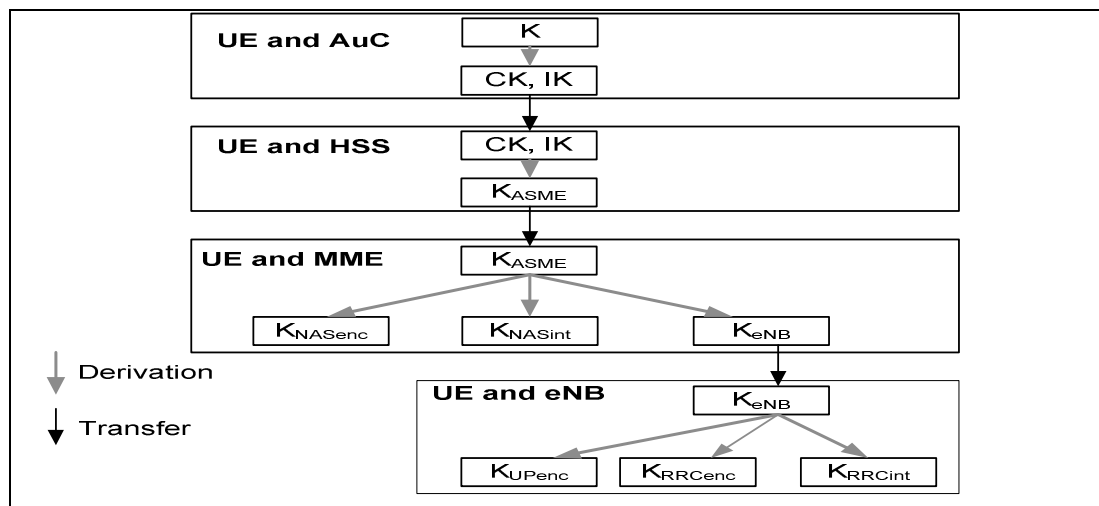 UE and AuC
K
CK, IK
UE and HSS
CK, IK
KASME
UE and MME
KASME
KNASenc
KNASint
KeNB
Derivation
Transfer
UE and eNB
KeNB
KUPenc
KRRCenc
KRRCint